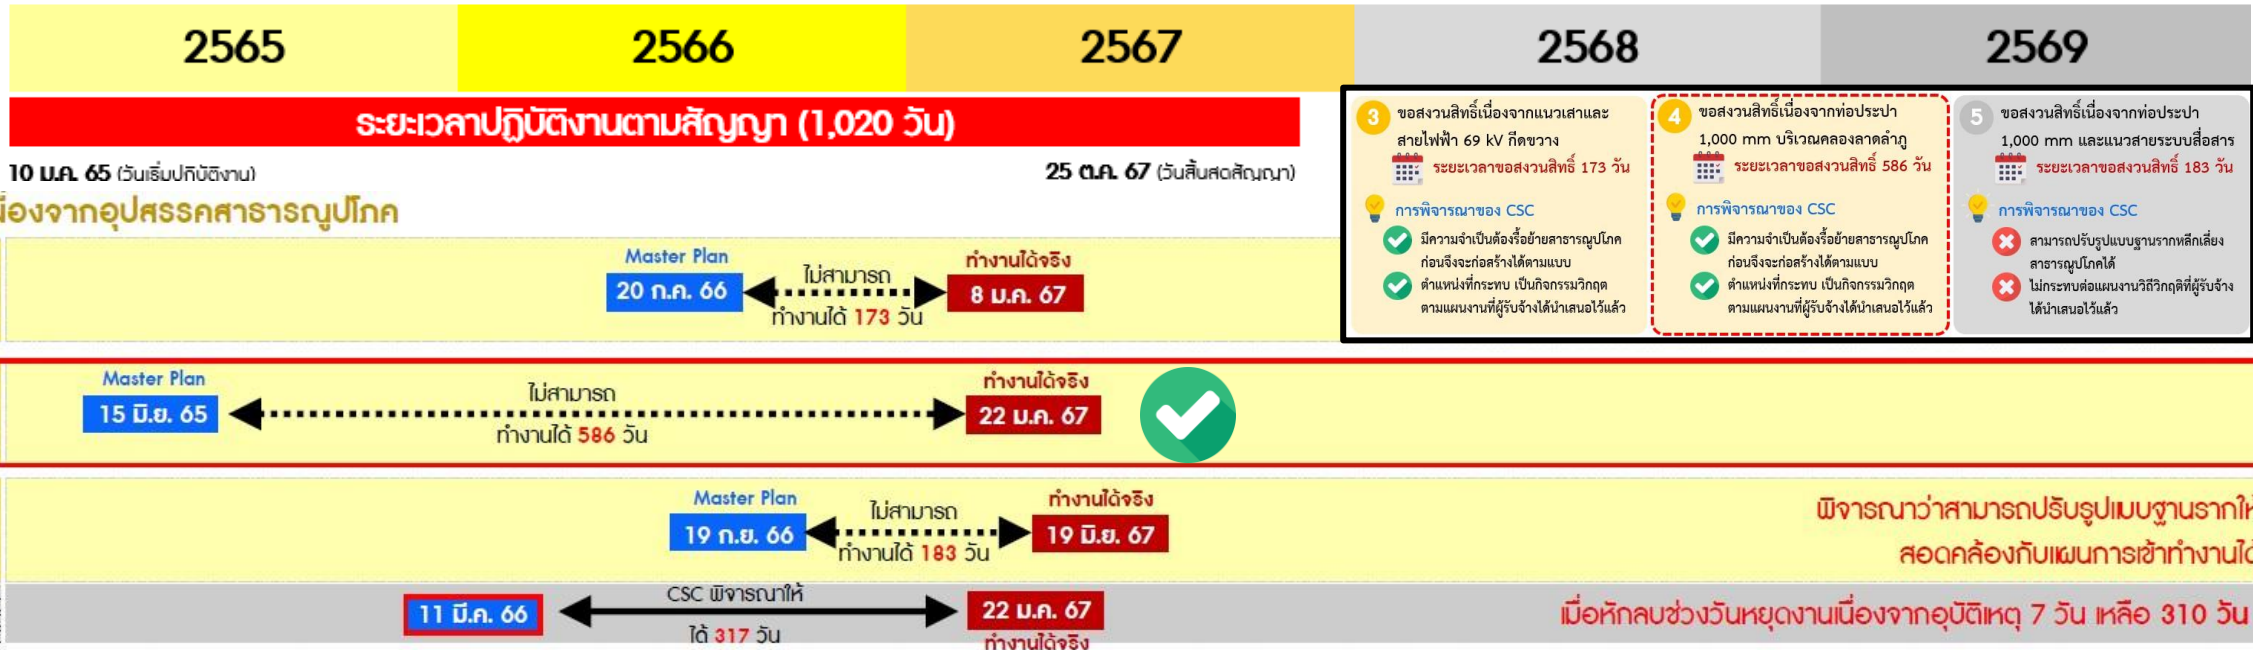 2565
2566
2567
2568
2569
ระยะเวลาปฏิบัติงานตามสัญญา (1,020 วัน)
10 ม.ค. 65 (วันเริ่มปฏิบัติงาน)
25 ต.ค. 67 (วันสิ้นสุดสัญญา)
นื่องจากอุปสรรคสาธารณูปโภค
3
ขอสงวนสิทธิ์เนื่องจากแนวเสาและ
สายไฟฟ้า 69 kV กีดขวาง
ระยะเวลาขอสงวนสิทธิ์ 173 วัน
การพิจารณาของ CSC
มีความจำเป็นต้องรื้อย้ายสาธารณูปโภค
ก่อนจึงจะก่อสร้างได้ตามแบบ
ตำแหน่งที่กระทบ เป็นกิจกรรมวิกฤต
ตามแผนงานที่ผู้รับจ้างได้นำเสนอไว้แล้ว
4
ขอสงวนสิทธิ์เนื่องจากท่อประปา
1,000 mm บริเวณคลองลาดลำภู
ระยะเวลาขอสงวนสิทธิ์ 586 วัน
การพิจารณาของ CSC
มีความจำเป็นต้องรื้อย้ายสาธารณูปโภค
ก่อนจึงจะก่อสร้างได้ตามแบบ
ตำแหน่งที่กระทบ เป็นกิจกรรมวิกฤต
ตามแผนงานที่ผู้รับจ้างได้นำเสนอไว้แล้ว
5
ขอสงวนสิทธิ์เนื่องจากท่อประปา
1,000 mm และแนวสายระบบสื่อสาร
ระยะเวลาขอสงวนสิทธิ์ 183 วัน
การพิจารณาของ CSC
สามารถปรับรูปแบบฐานรากหลีกเลี่ยง
สาธารณูปโภคได้
ไม่กระทบต่อแผนงานวิถีวิกฤติที่ผู้รับจ้าง
ได้นำเสนอไว้แล้ว
Master Plan
20 ก.ค. 66
ไม่สามารถ
ทำงานได้ 173 วัน
ทำงานได้จริง
8 ม.ค. 67
Master Plan
15 มิ.ย. 65
ไม่สามารถ
ทำงานได้ 586 วัน
ทำงานได้จริง
22 ม.ค. 67
Master Plan
19 ก.ย. 66
ไม่สามารถ
ทำงานได้ 183 วัน
ทำงานได้จริง
19 มิ.ย. 67
พิจารณาว่าสามารถปรับรูปแบบฐานรากให้
สอดคล้องกับแผนการเข้าทำงานได้
11 มี.ค. 66
CSC พิจารณาให้
ได้ 317 วัน
22 ม.ค. 67
ทำงานได้จริง
เมื่อหักลบช่วงวันหยุดงานเนื่องจากอุบัติเหตุ 7 วัน เหลือ 310 วัน